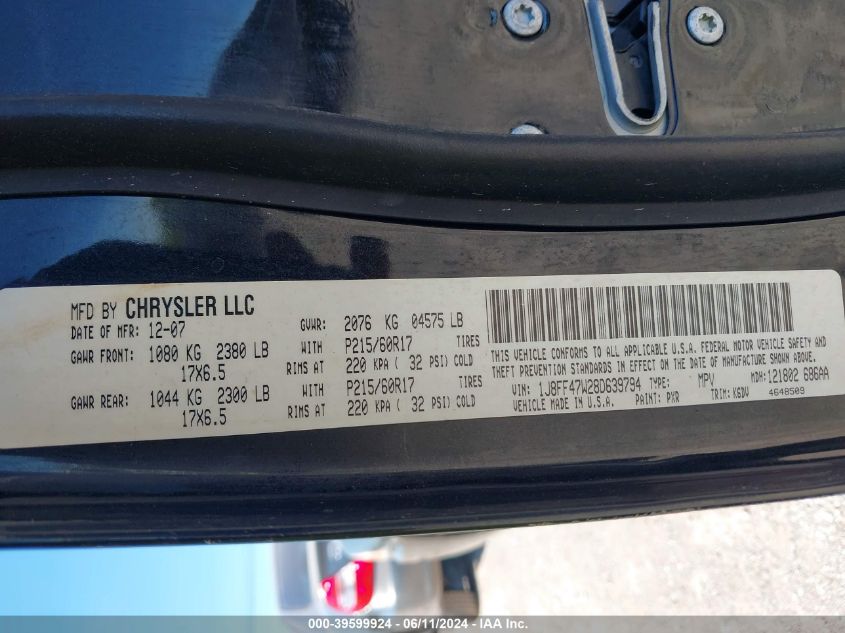 MFD BY CHRYSLER LLC
DATE OF MFR: 12-07 GVWR: 2076 KG 04575 LB
GAWR FRONT: 1080 KG 2380 LB WITH P215/60R17 TIRES
17X6.5 RIMS AT 220 KPA ( 32 PSI) COLD
GAWR REAR: 1044 KG 2300 LB WITH P215/60R17 TIRES
17X6.5 RIMS AT 220 KPA ( 32 PSI) COLD
THIS VEHICLE CONFORMS TO ALL APPLICABLE U.S.A. FEDERAL MOTOR VEHICLE SAFETY
AND THEFT PREVENTION STANDARDS IN EFFECT ON THE DATE OF MANUFACTURE SHOWN ABOVE.
VIN: 1J8FF47W28D639794 TYPE: MPV MDH: 121802 686AA
VEHICLE MADE IN U.S.A. PAINT: PXR TRIM: K6DV 4648509
000-39599924 - 06/11/2024 - IAA Inc.